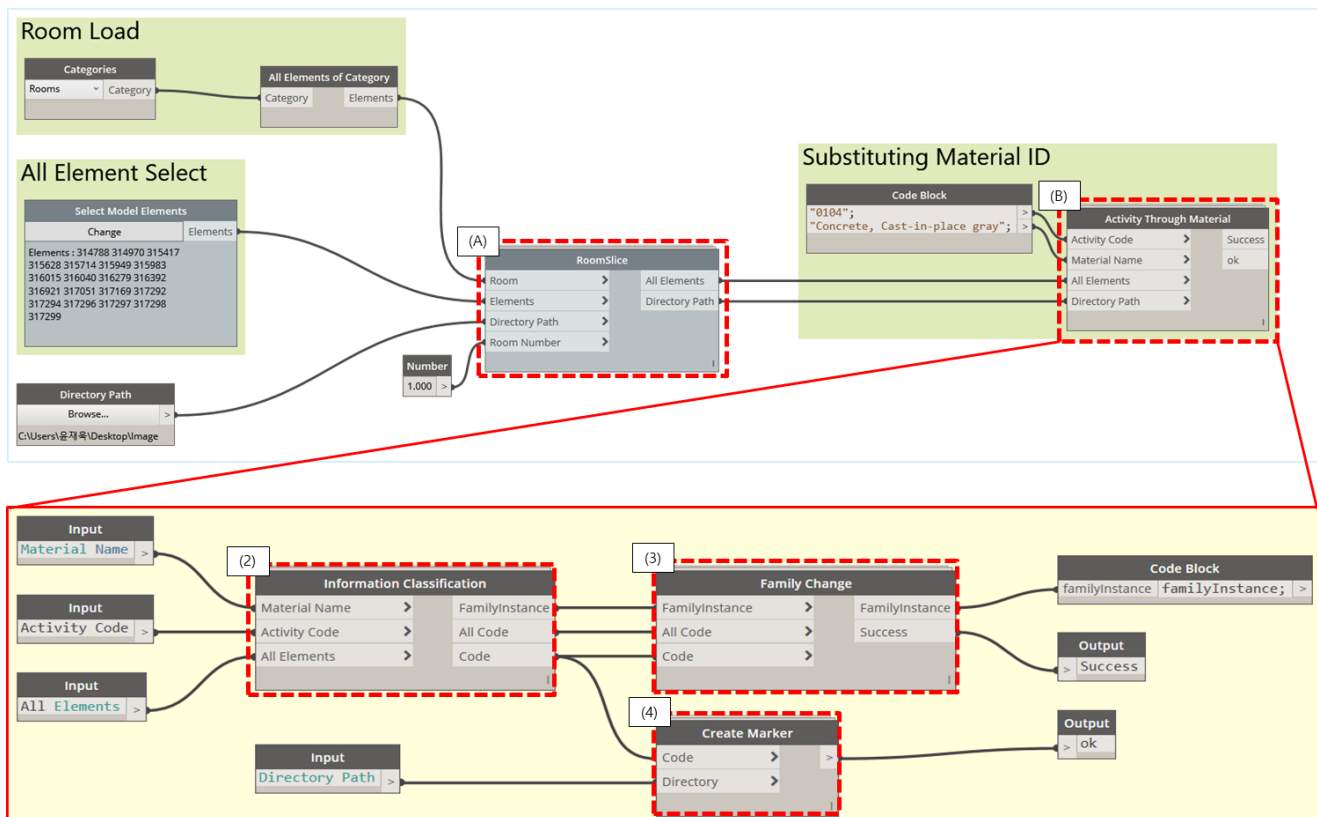 Room Load
Categories
Rooms
Category >
All Elements of Category
Category
Elements
All Element Select
Select Model Elements
Change
Elements
Elements : 314788 314970 315417
315628 315714 315949 315983
316015 316040 316279 316392
316921 317051 317169 317292
317294 317296 317297 317298
317299
Directory Path
Browse... >
C:\Users\윤재욱\Desktop\Image
Number
1.000 >
(A)
RoomSlice
Room > All Elements
Elements > Directory Path
Directory Path >
Room Number >
Substituting Material ID
Code Block
"0104"; >
"Concrete, Cast-in-place gray"; >
(B)
Activity Through Material
Activity Code > Success
Material Name > ok
All Elements >
Directory Path >
Input
Material Name >
Input
Activity Code >
Input
All Elements >
Input
Directory Path >
(2)
Information Classification
Material Name > FamilyInstance
Activity Code > All Code
All Elements > Code
(3)
Family Change
FamilyInstance > FamilyInstance
All Code > Success
Code >
(4)
Create Marker
Code > >
Directory >
Code Block
familyInstance familyInstance; >
Output
> Success
Output
> ok